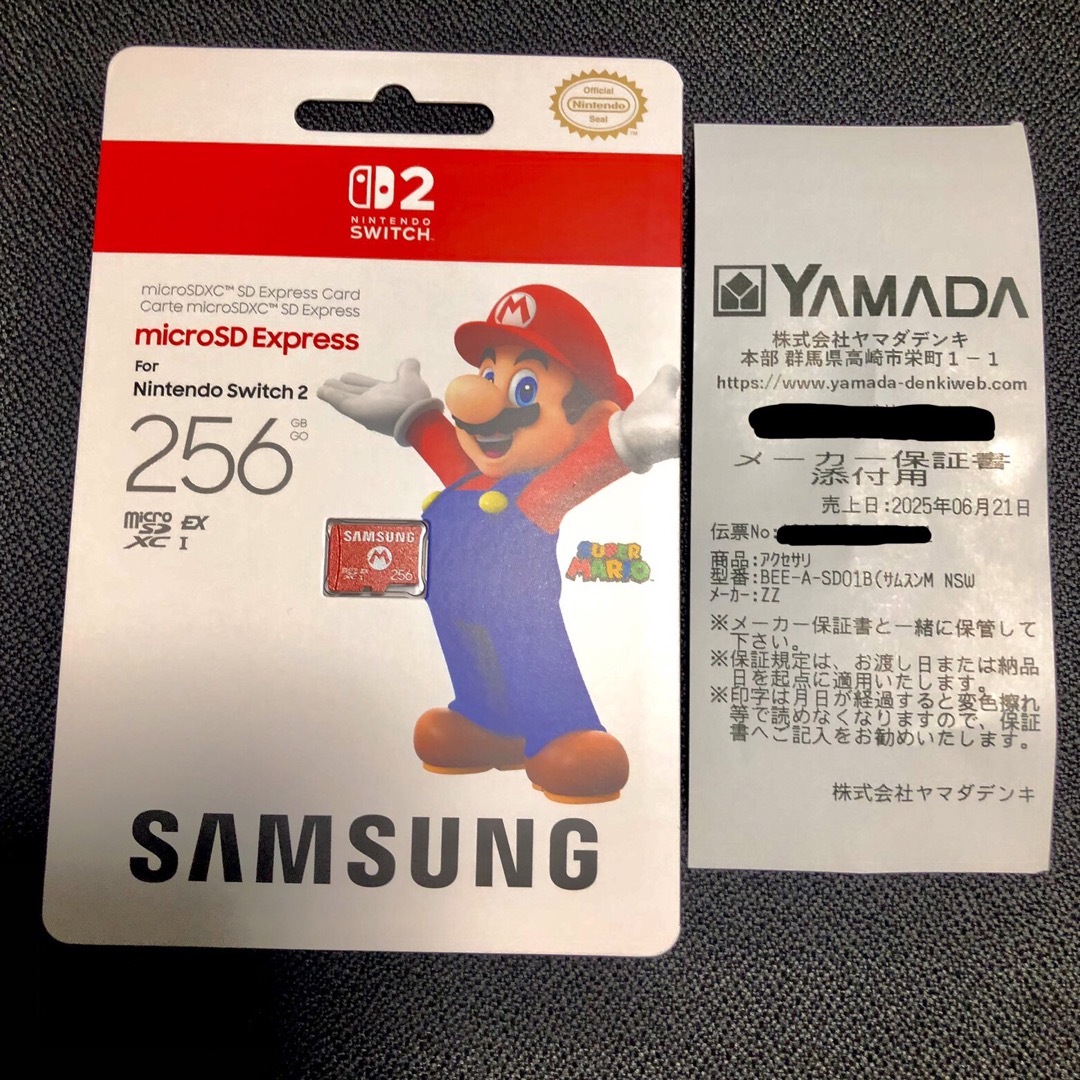 Official
Nintendo
Seal
TM
2
NINTENDO
SWITCH™
microSDXC™ SD Express Card
Carte microSDXC™ SD Express
microSD Express
For
Nintendo Switch 2
256 GB GO
micro SD XC EX I
SAMSUNG
M
256
SUPER
MARIO™
SAMSUNG
YAMADA
株式会社ヤマダデンキ
本部 群馬県高崎市栄町1-1
https://www.yamada-denkiweb.com
メーカー保証書
添付用
売上日:2025年06月21日
伝票No:
商品:アクセサリ
型番:BEE-A-SD01B(サムスンM NSW
メーカー:ZZ
※メーカー保証書と一緒に保管して
下さい。
※保証規定は、お渡し日または納品
日を起点に適用いたします。
※印字は月日が経過すると変色擦れ
等で読めなくなりますので、保証
書へご記入をお勧めいたします。
株式会社ヤマダデンキ